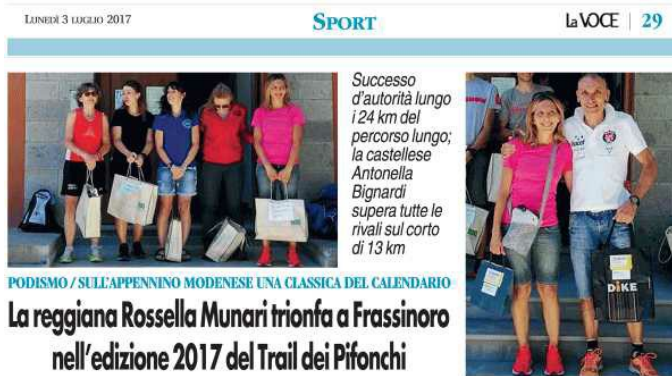 LUNEDÌ 3 LUGLIO 2017
SPORT
La VOCE | 29
Successo
d'autorità lungo
i 24 km del
percorso lungo;
la castellese
Antonella
Bignardi
supera tutte le
rivali sul corto
di 13 km
PODISMO / SULL'APPENNINO MODENESE UNA CLASSICA DEL CALENDARIO
La reggiana Rossella Munari trionfa a Frassinoro
nell'edizione 2017 del Trail dei Pifonchi
DIKE